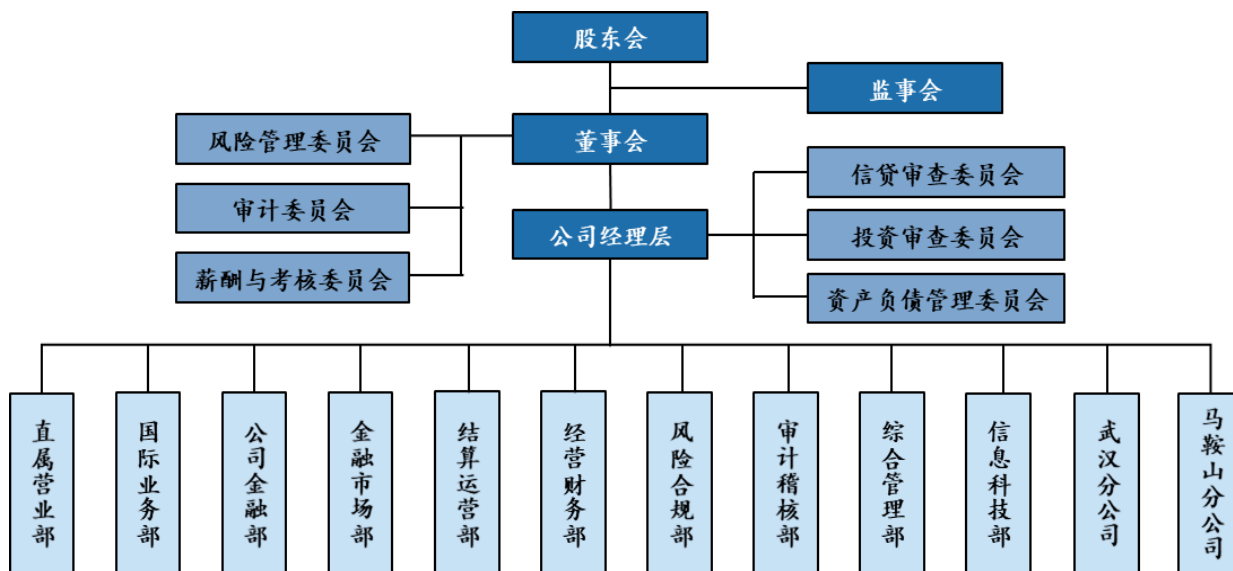 股东会
监事会
董事会
风险管理委员会
审计委员会
薪酬与考核委员会
公司经理层
信贷审查委员会
投资审查委员会
资产负债管理委员会
直属营业部
国际业务部
公司金融部
金融市场部
结算运营部
经营财务部
风险合规部
审计稽核部
综合管理部
信息科技部
武汉分公司
马鞍山分公司